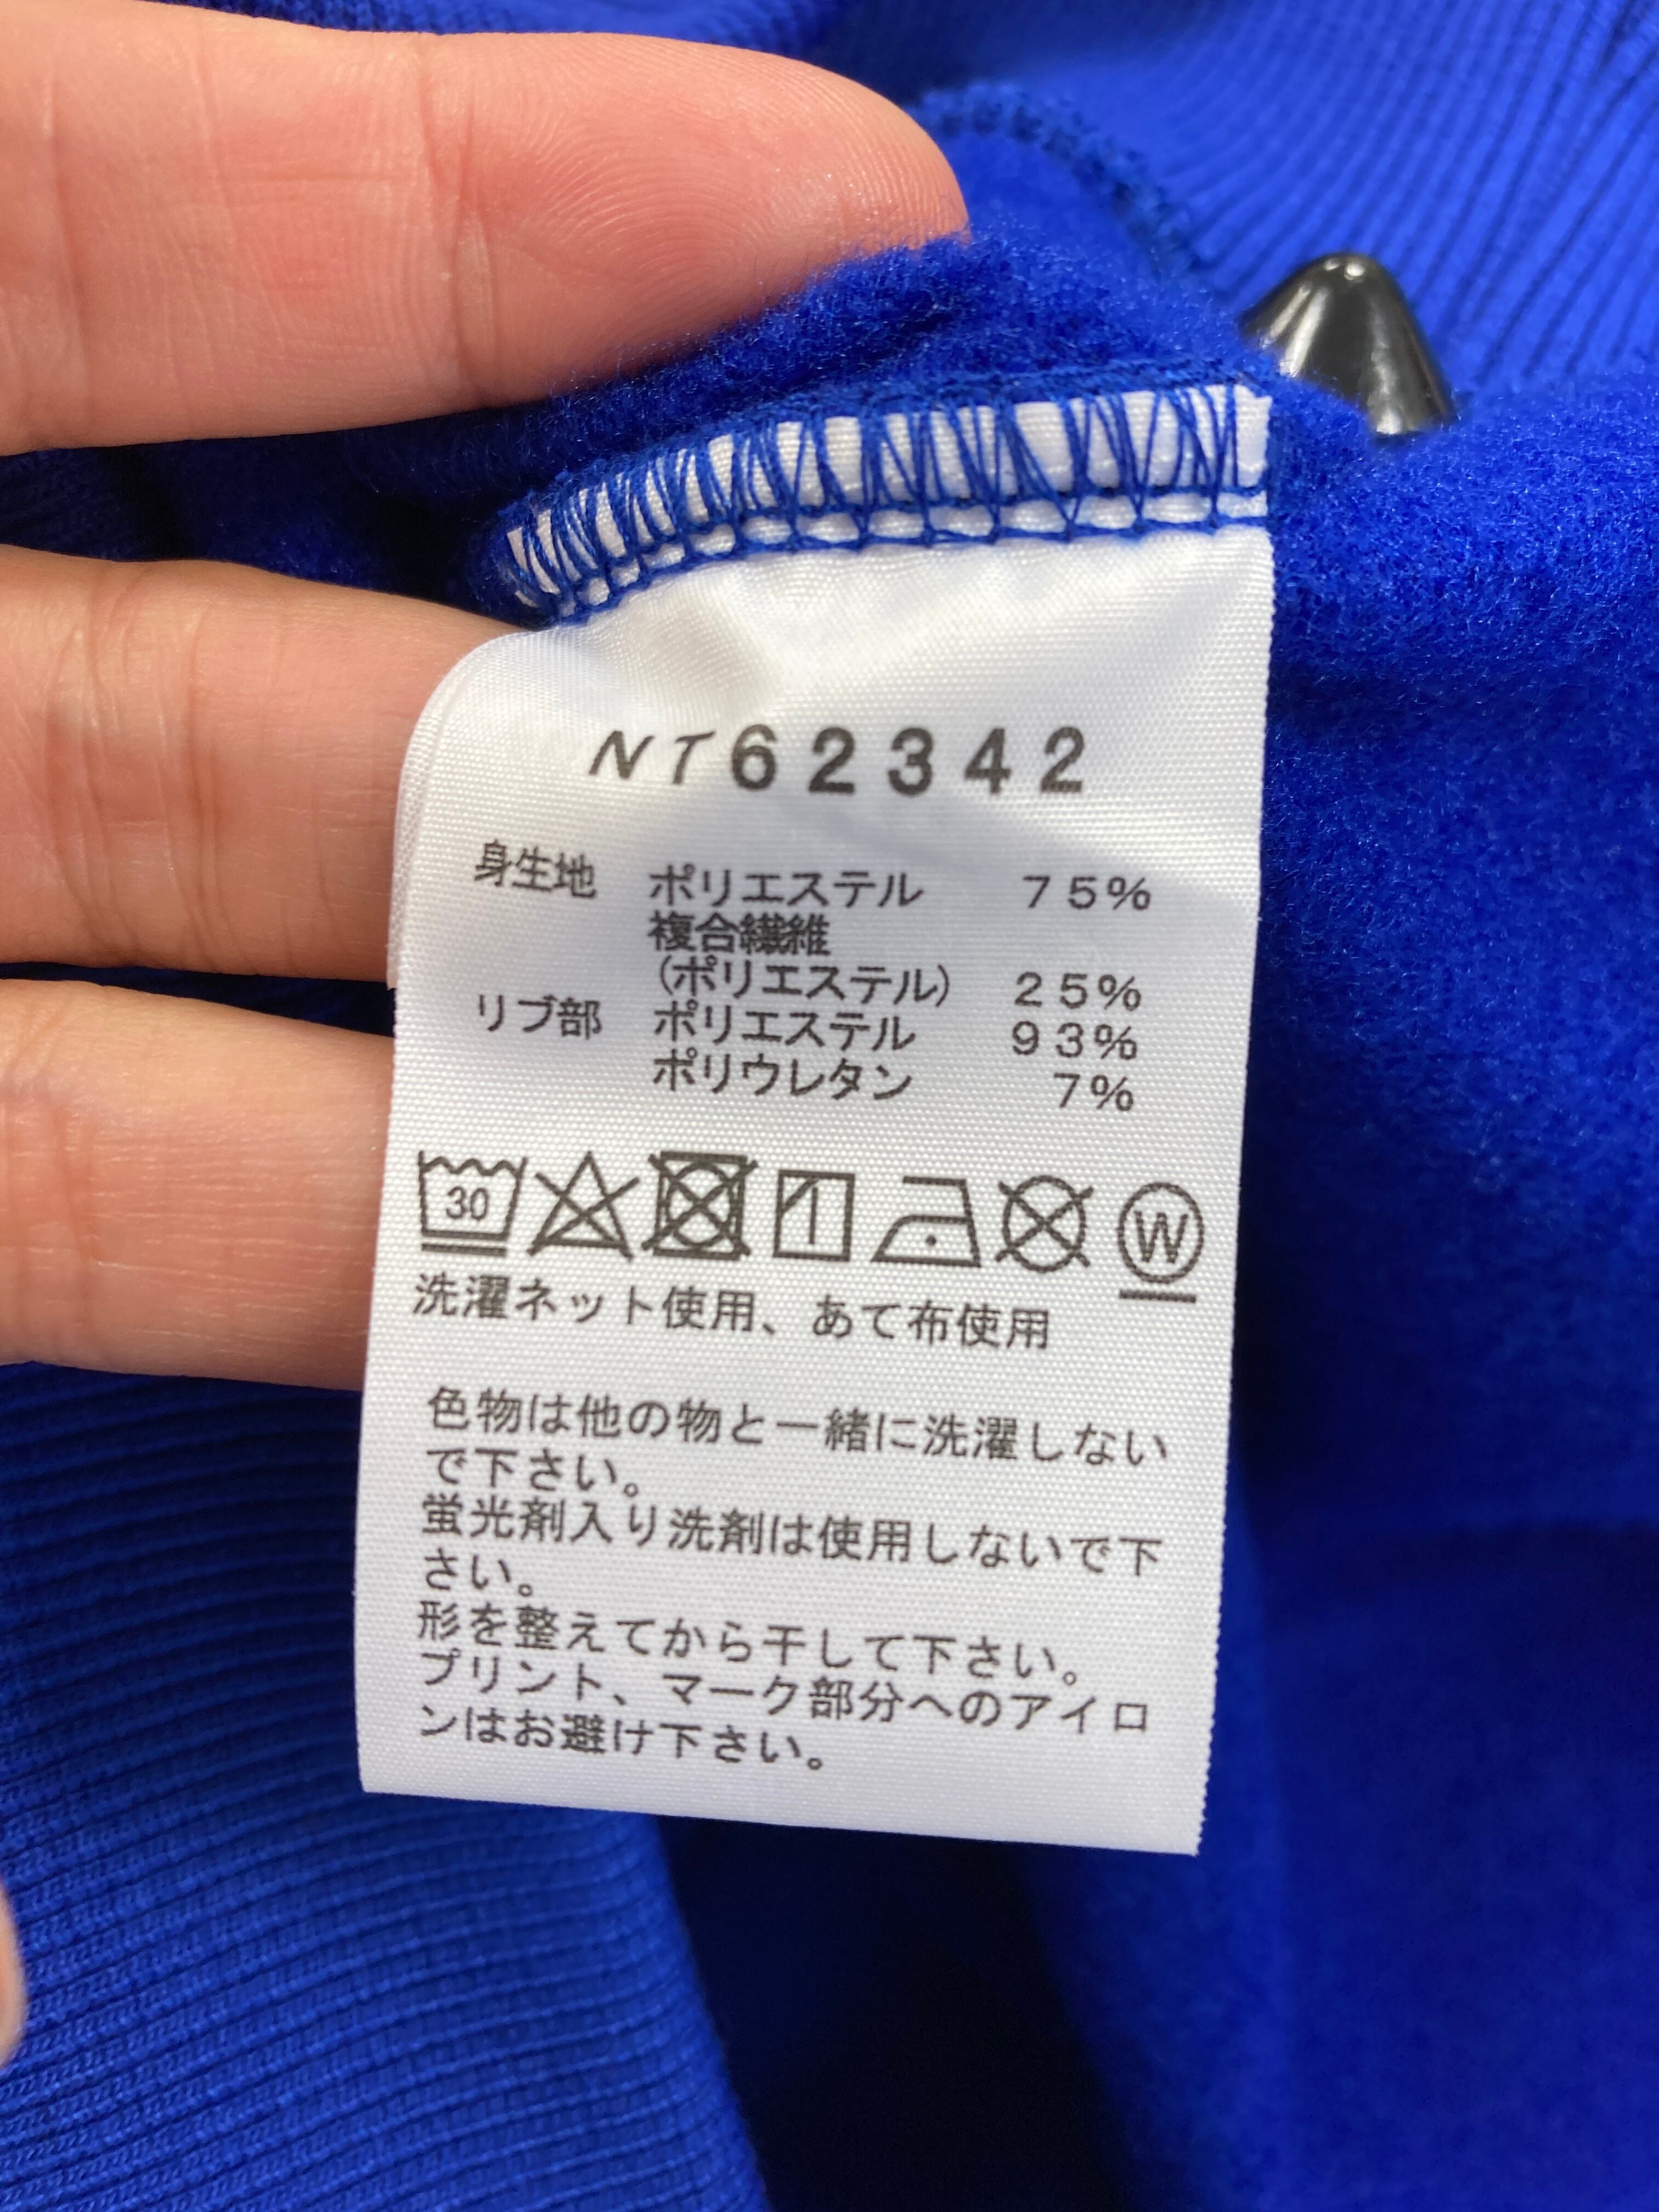 NT62342
身生地 ポリエステル 75%
複合繊維
(ポリエステル) 25%
リブ部 ポリエステル 93%
ポリウレタン 7%
30 W
洗濯ネット使用、あて布使用
色物は他の物と一緒に洗濯しない
で下さい。
蛍光剤入り洗剤は使用しないで下
さい。
形を整えてから干して下さい。
プリント、マーク部分へのアイロ
ンはお避け下さい。